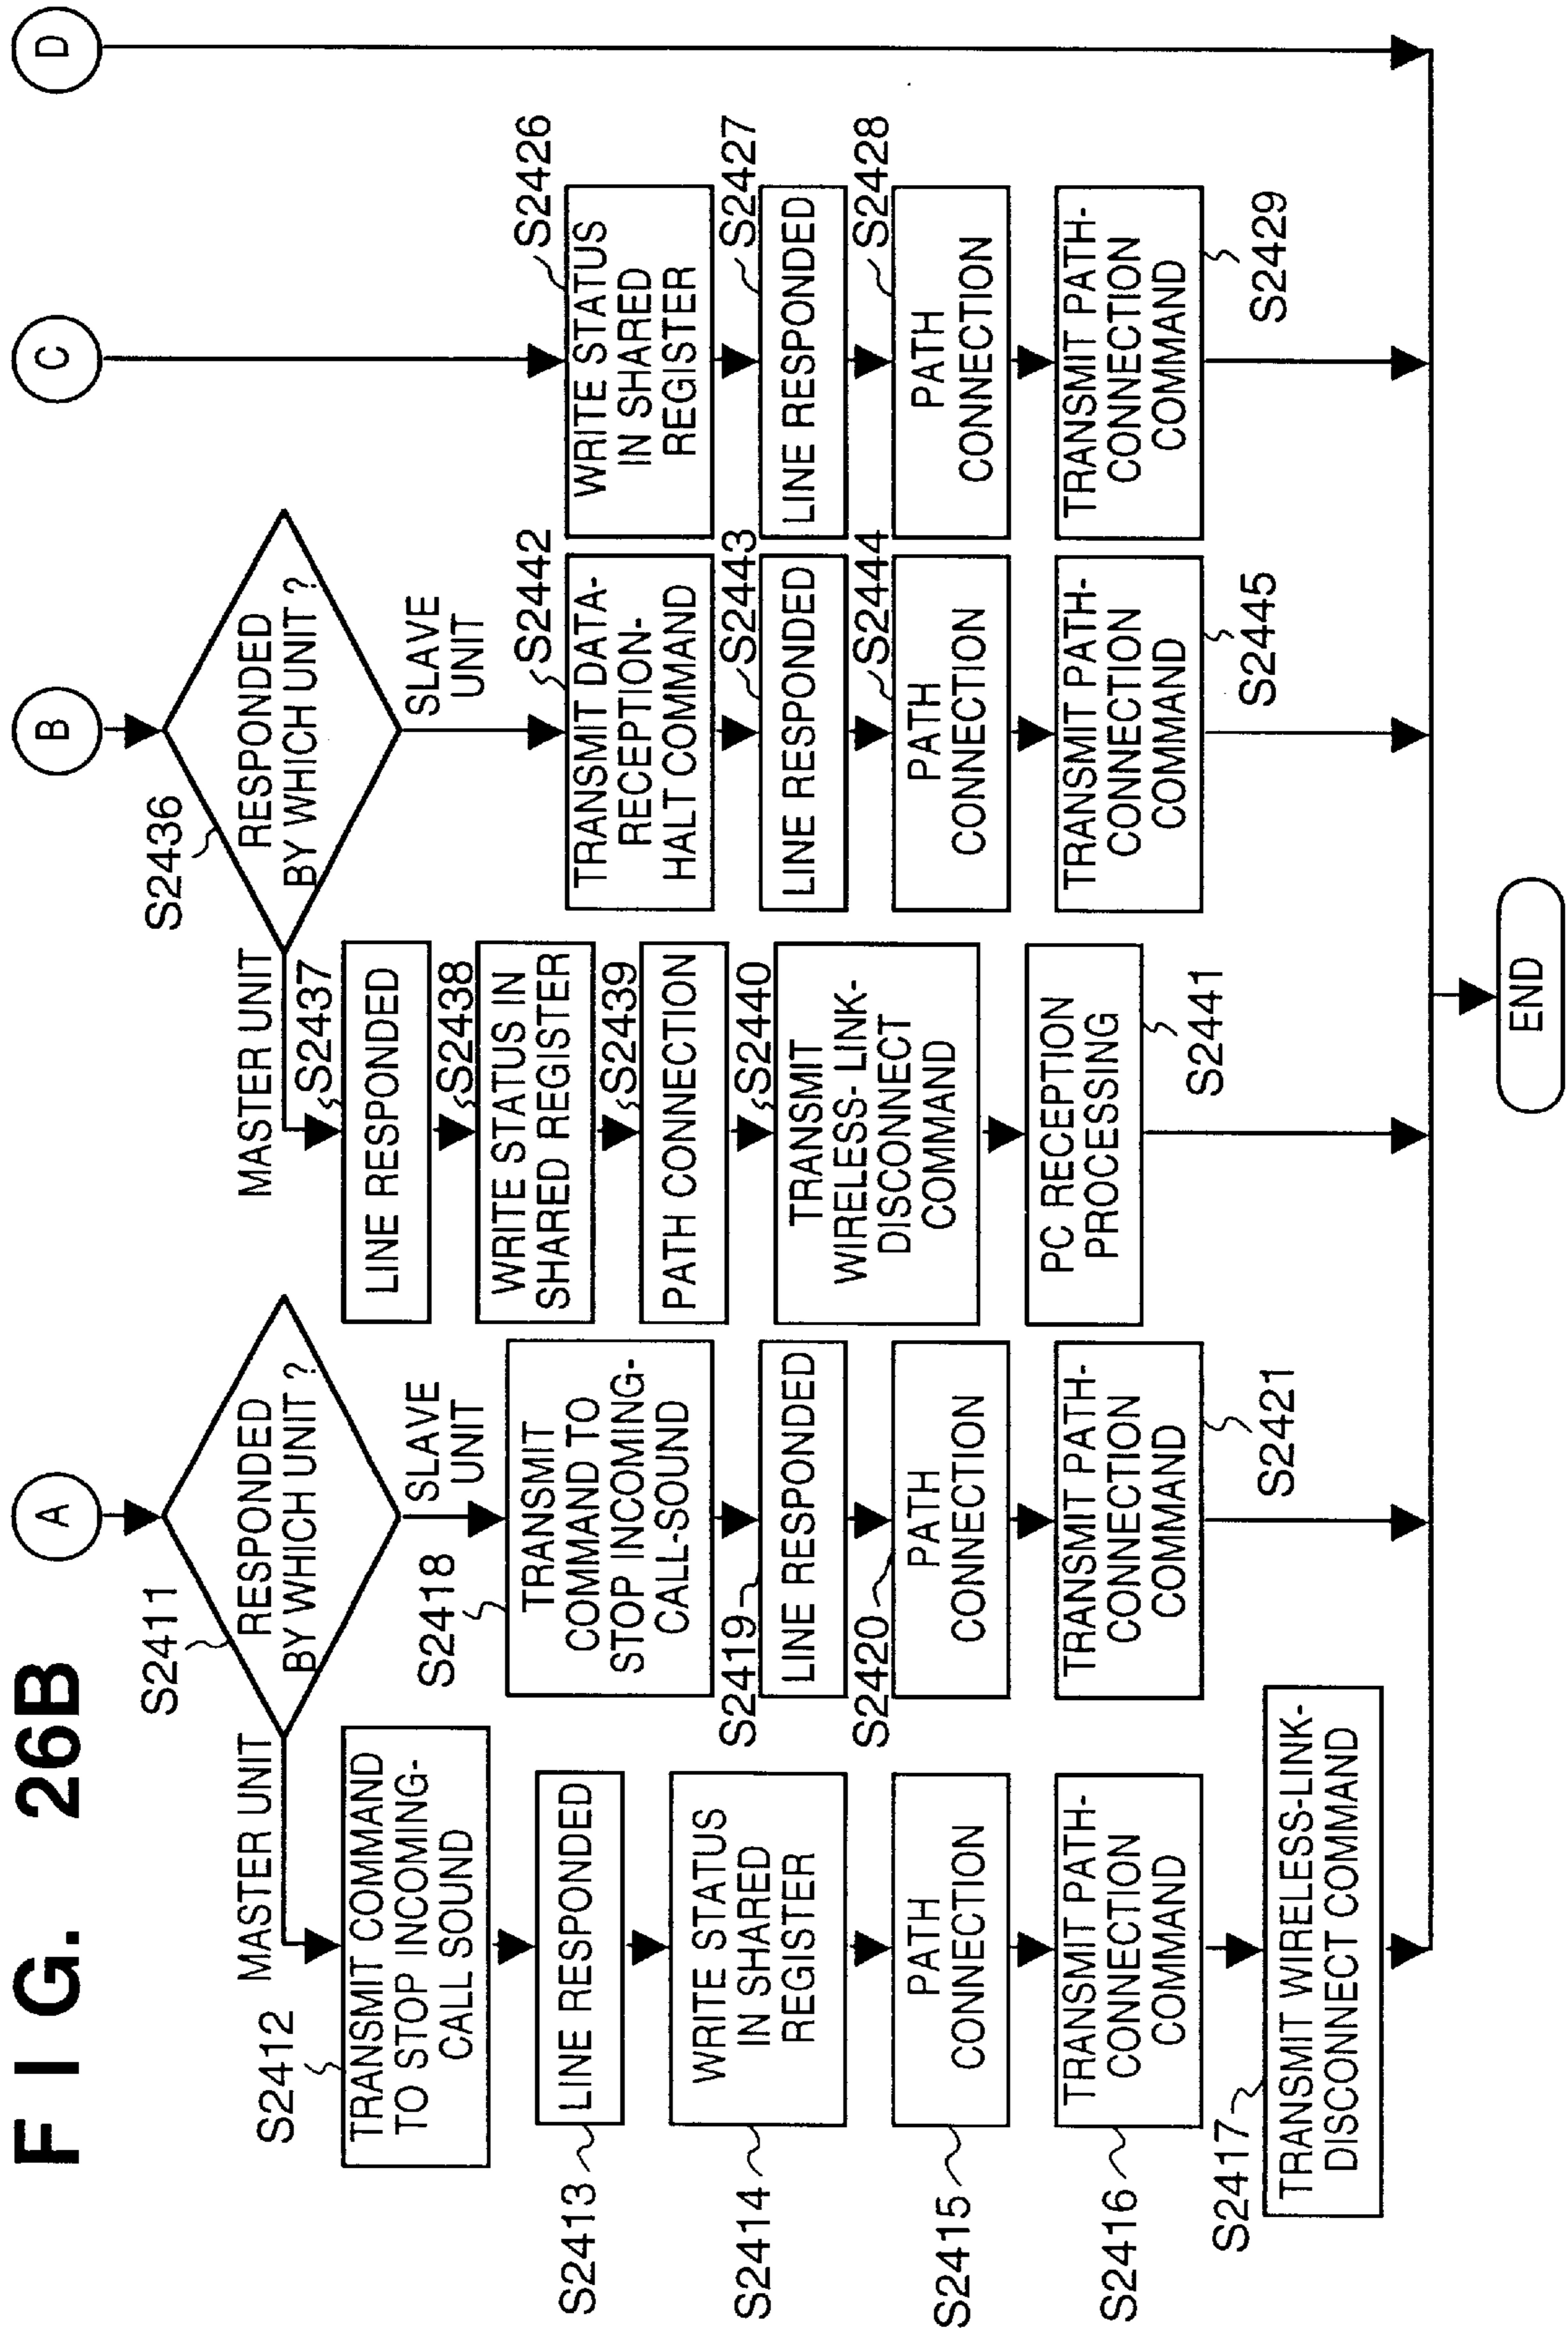 FIG. 26B
A
S2411
RESPONDED
BY WHICH UNIT ?
MASTER UNIT
S2412
TRANSMIT COMMAND
TO STOP INCOMING-
CALL SOUND
S2413
LINE RESPONDED
S2414
WRITE STATUS
IN SHARED
REGISTER
S2415
PATH
CONNECTION
S2416
TRANSMIT PATH-
CONNECTION
COMMAND
S2417
TRANSMIT WIRELESS-LINK-
DISCONNECT COMMAND
SLAVE
UNIT
S2418
TRANSMIT
COMMAND TO
STOP INCOMING-
CALL-SOUND
S2419
LINE RESPONDED
S2420
PATH
CONNECTION
TRANSMIT PATH-
CONNECTION
COMMAND
S2421
B
S2436
RESPONDED
BY WHICH UNIT ?
MASTER UNIT
S2437
LINE RESPONDED
S2438
WRITE STATUS IN
SHARED REGISTER
S2439
PATH CONNECTION
S2440
TRANSMIT
WIRELESS-LINK-
DISCONNECT
COMMAND
PC RECEPTION
PROCESSING
S2441
SLAVE
UNIT
S2442
TRANSMIT DATA-
RECEPTION-
HALT COMMAND
S2443
LINE RESPONDED
S2444
PATH
CONNECTION
TRANSMIT PATH-
CONNECTION
COMMAND
S2445
C
S2426
WRITE STATUS
IN SHARED
REGISTER
S2427
LINE RESPONDED
S2428
PATH
CONNECTION
TRANSMIT PATH-
CONNECTION
COMMAND
S2429
D
END